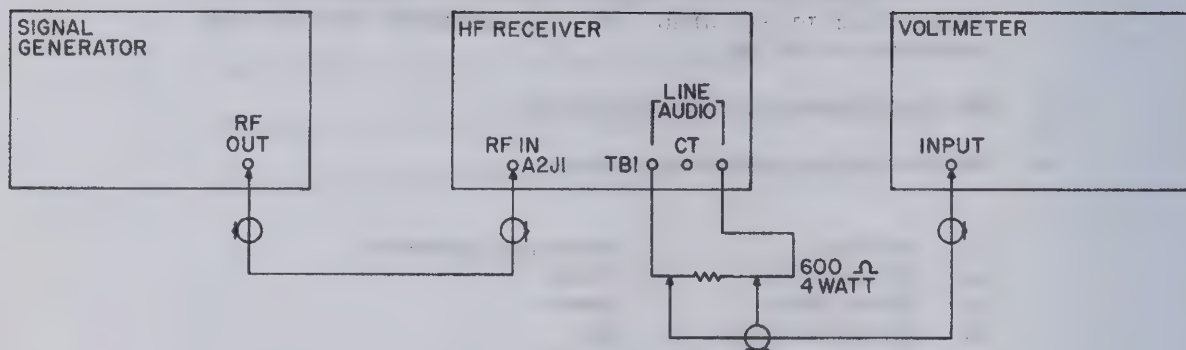 SIGNAL
GENERATOR
RF
OUT
HF RECEIVER
LINE
AUDIO
RF IN
A2J1
TB1
CT
VOLTMETER
INPUT
600 Ω
4 WATT